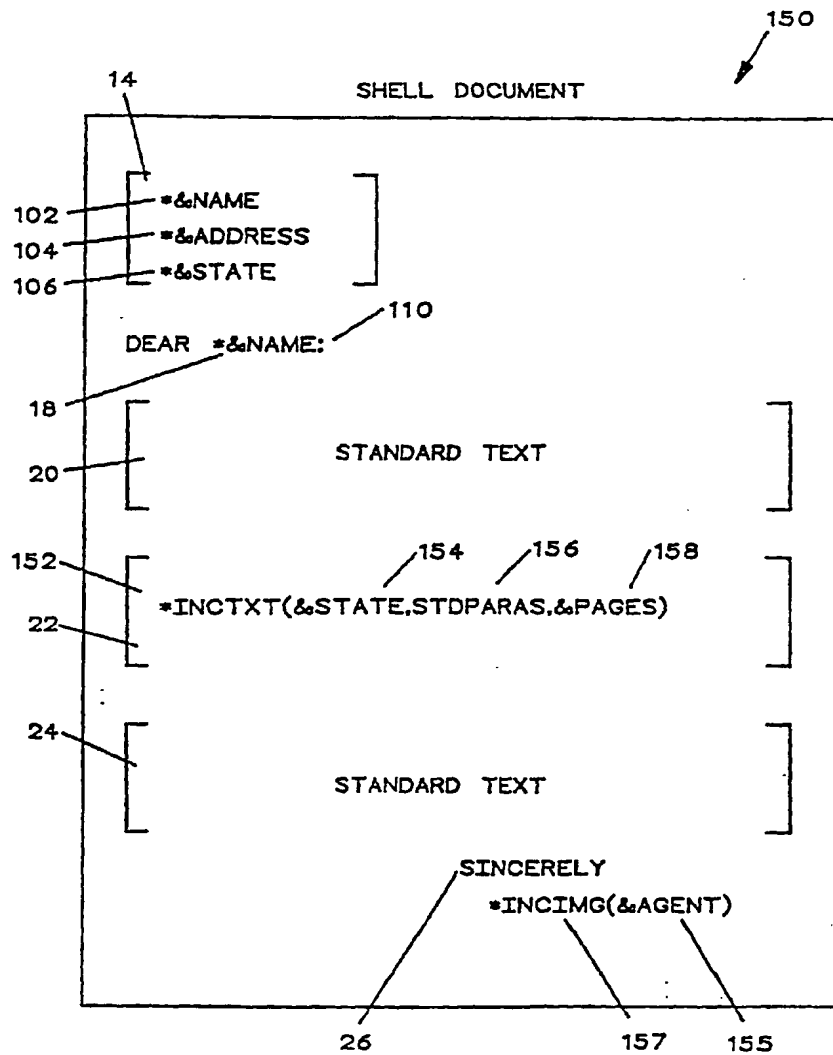 150
14
SHELL DOCUMENT
102 *&NAME
104 *&ADDRESS
106 *&STATE
110
DEAR *&NAME:
18
20 STANDARD TEXT
152 154 156 158
*INCTXT(&STATE,STDPARAS,&PAGES)
22
24
STANDARD TEXT
SINCERELY
*INCIMG(&AGENT)
26 157 155